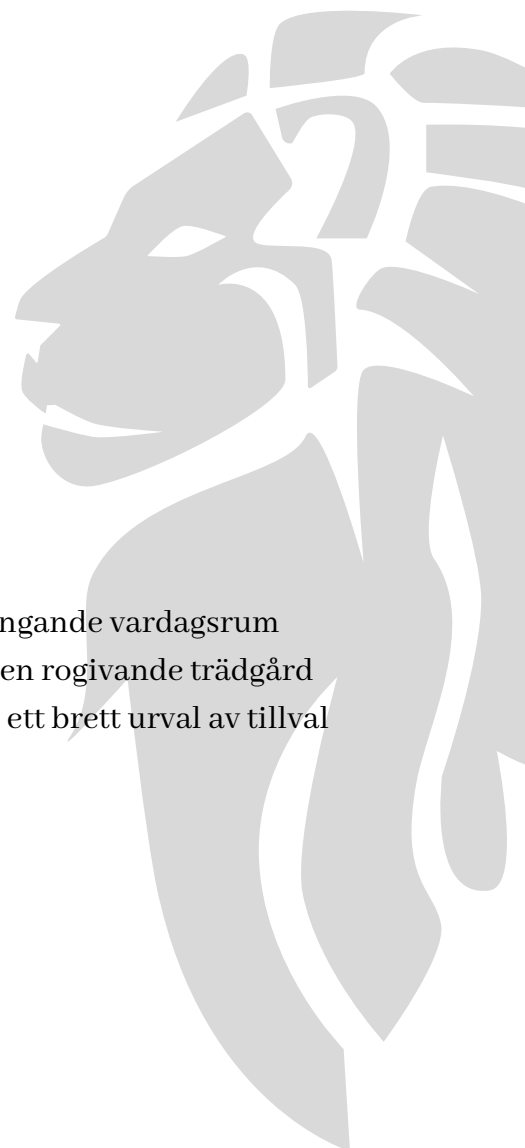 ngande vardagsrum
en rogivande trädgård
ett brett urval av tillval